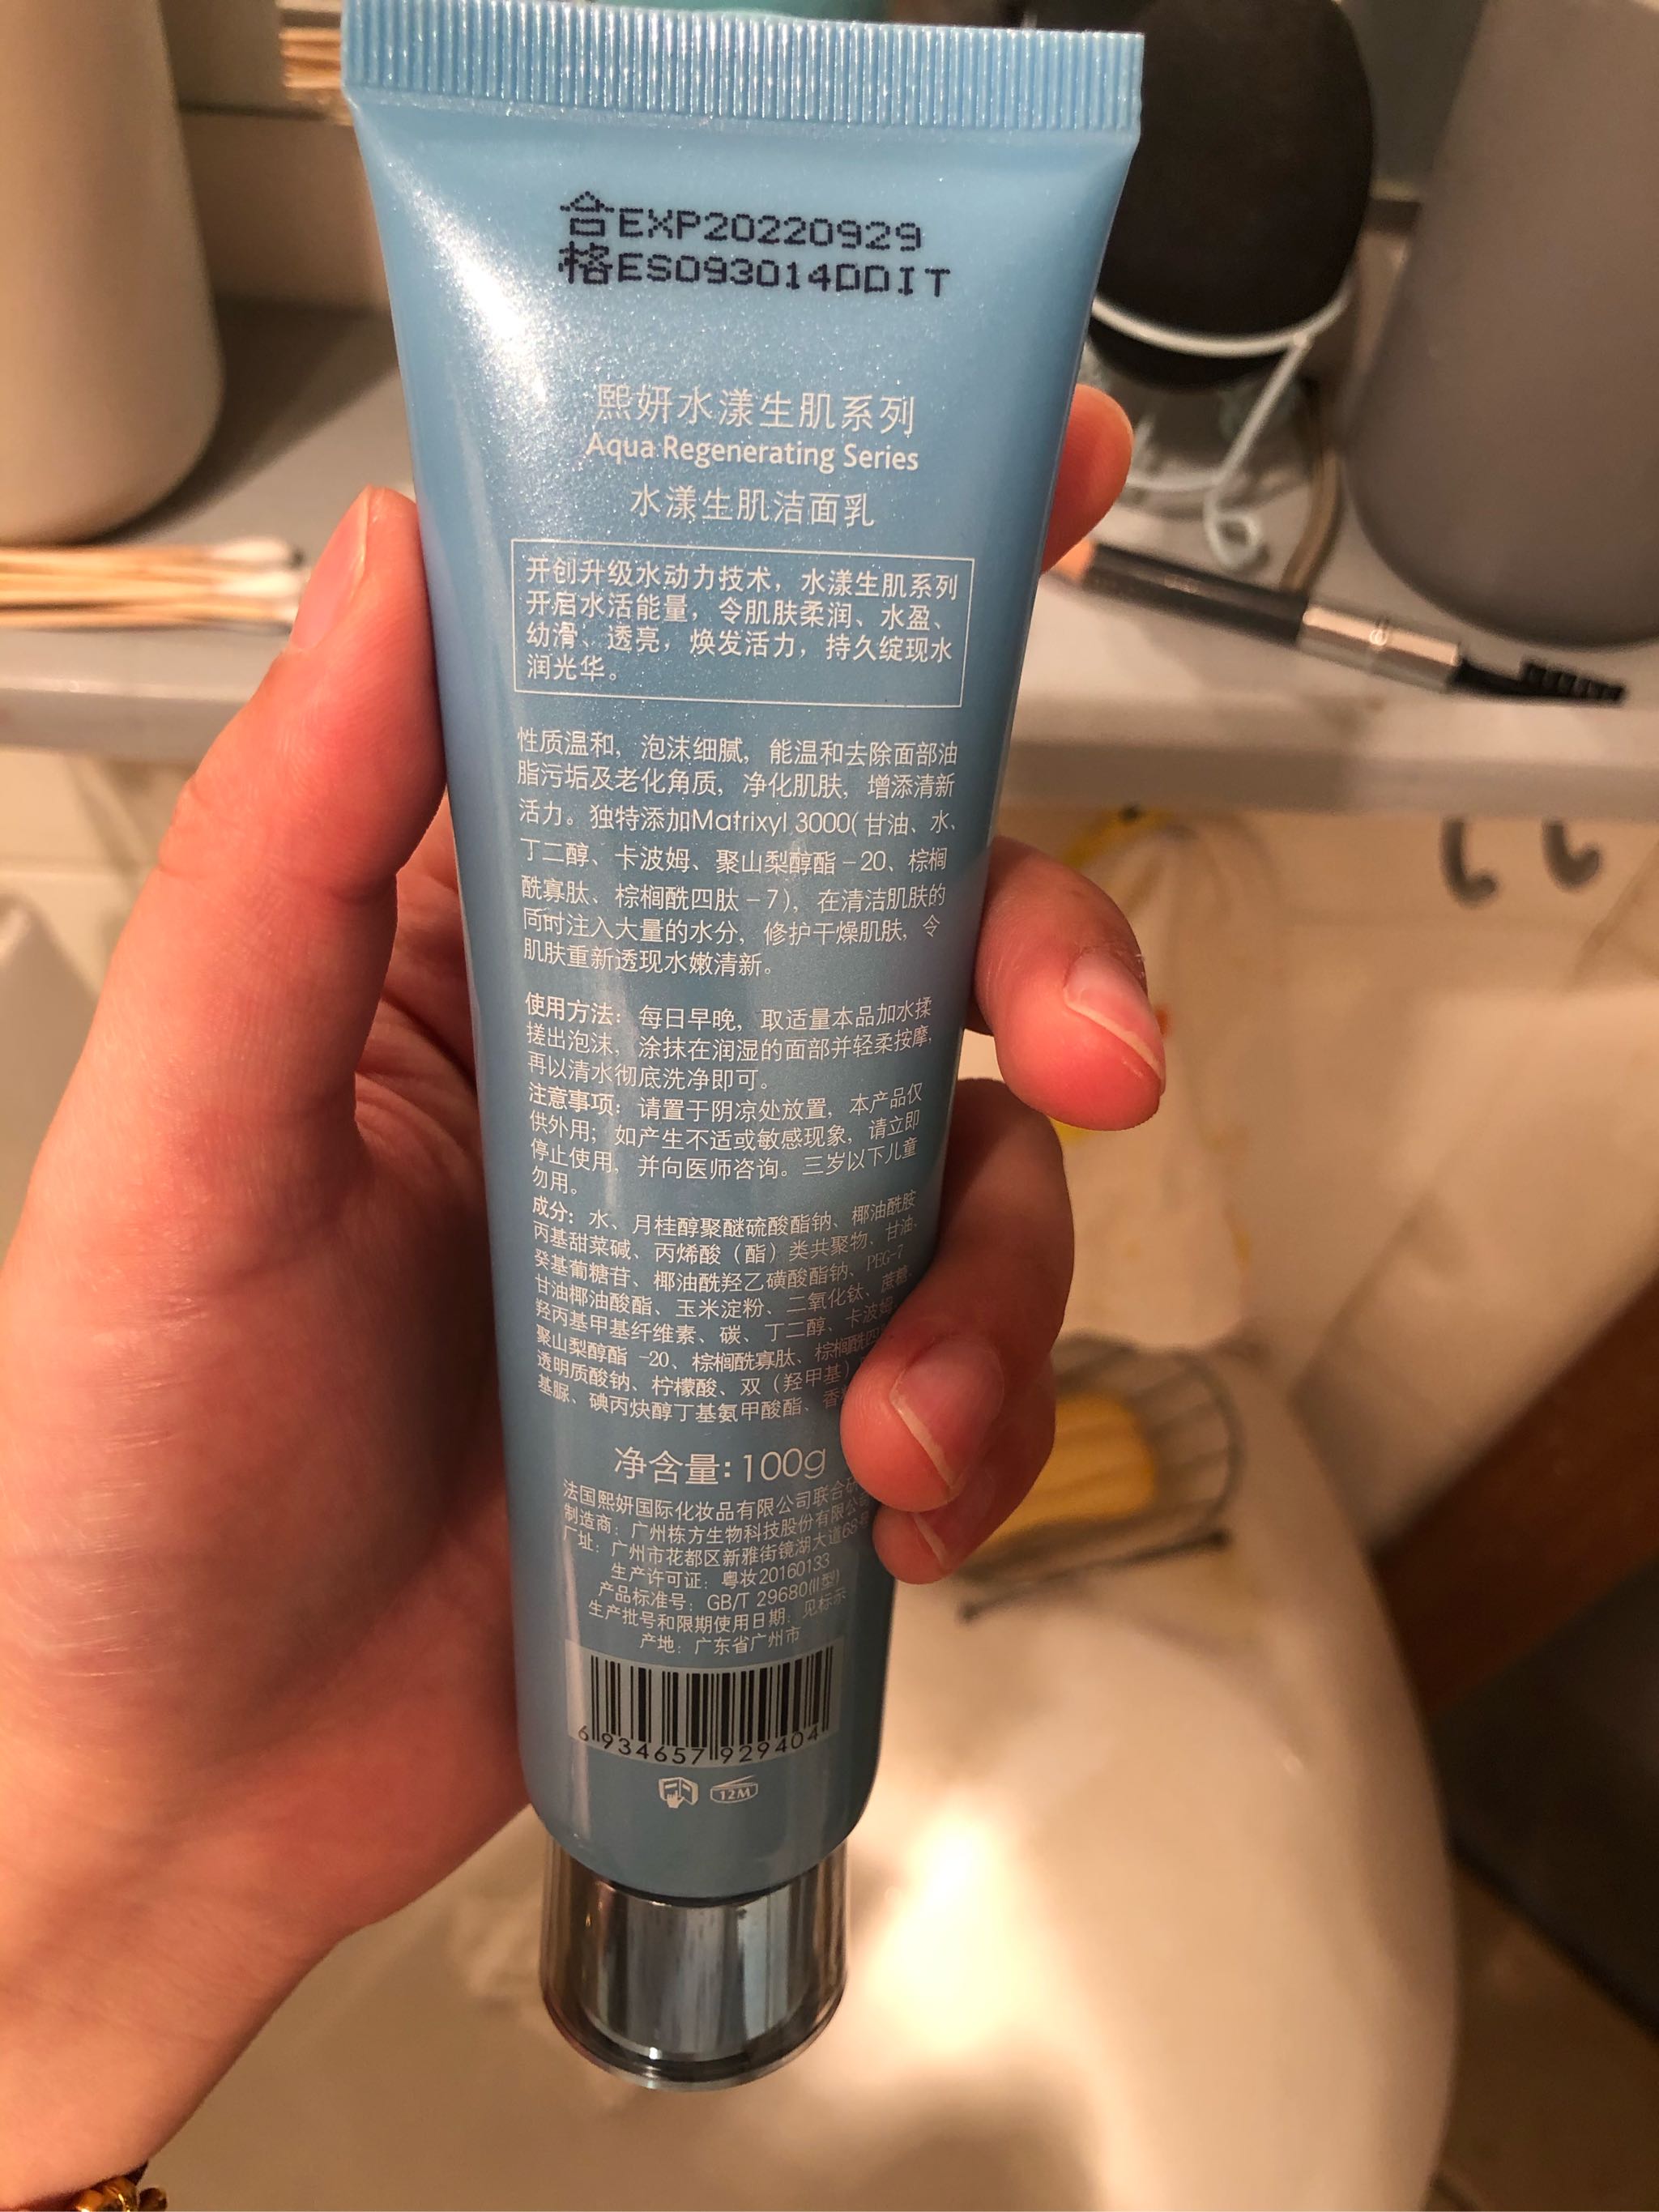 合EXP20220929
格ES093014DDIT
熙妍水漾生肌系列
Aqua Regenerating Series
水漾生肌洁面乳
开创升级水动力技术，水漾生肌系列
开启水活能量，令肌肤柔润、水盈、
幼滑、透亮，焕发活力，持久绽现水
润光华。
性质温和，泡沫细腻，能温和去除面部油
脂污垢及老化角质，净化肌肤，增添清新
活力。独特添加Matrixyl 3000(甘油、水、
丁二醇、卡波姆、聚山梨醇酯－20、棕榈
酰寡肽、棕榈酰四肽－7)，在清洁肌肤的
同时注入大量的水分，修护干燥肌肤，令
肌肤重新透现水嫩清新。
使用方法：每日早晚，取适量本品加水揉
搓出泡沫，涂抹在润湿的面部并轻柔按摩，
再以清水彻底洗净即可。
注意事项：请置于阴凉处放置，本产品仅
供外用；如产生不适或敏感现象，请立即
停止使用，并向医师咨询。三岁以下儿童
勿用。
成分：水、月桂醇聚醚硫酸酯钠、椰油酰胺
丙基甜菜碱、丙烯酸（酯）类共聚物、甘油、
癸基葡糖苷、椰油酰羟乙磺酸酯钠、PEG-7
甘油椰油酸酯、玉米淀粉、二氧化钛、蔗糖、
羟丙基甲基纤维素、碳、丁二醇、卡波姆、
聚山梨醇酯 -20、棕榈酰寡肽、棕榈酰四
透明质酸钠、柠檬酸、双（羟甲基）
基脲、碘丙炔醇丁基氨甲酸酯、香
净含量:100g
法国熙妍国际化妆品有限公司联合
制造商：广州栋方生物科技股份有限公司
厂址：广州市花都区新雅街镜湖大道68号
生产许可证：粤妆20160133
产品标准号：GB/T 29680(II型)
生产批号和限期使用日期：见标示
产地：广东省广州市
6 934657 929404
12M